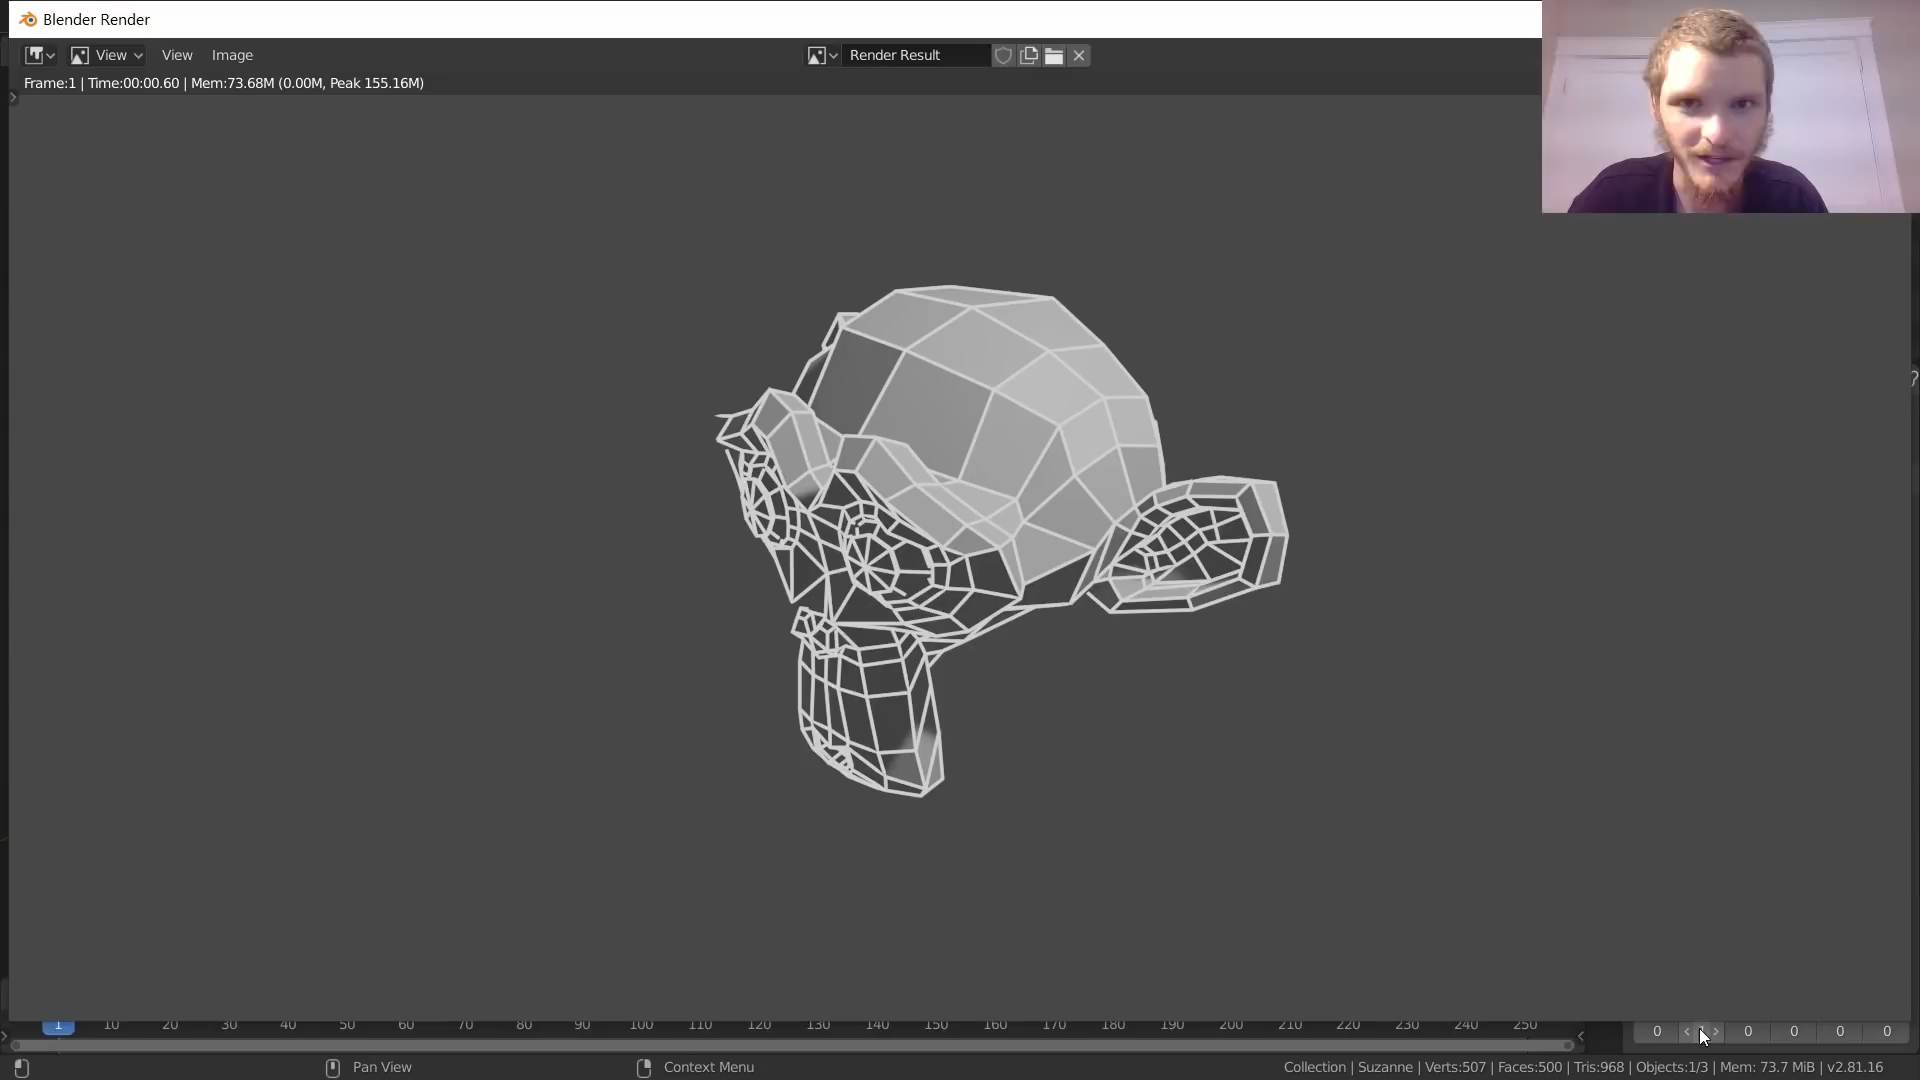 Blender Render
View View Image Render Result
Frame:1 | Time:00:00.60 | Mem:73.68M (0.00M, Peak 155.16M)
1 10 20 30 40 50 60 70 80 90 100 110 120 130 140 150 160 170 180 190 200 210 220 230 240 250
0 0 0 0 0
Pan View Context Menu Collection | Suzanne | Verts:507 | Faces:500 | Tris:968 | Objects:1/3 | Mem: 73.7 MiB | v2.81.16